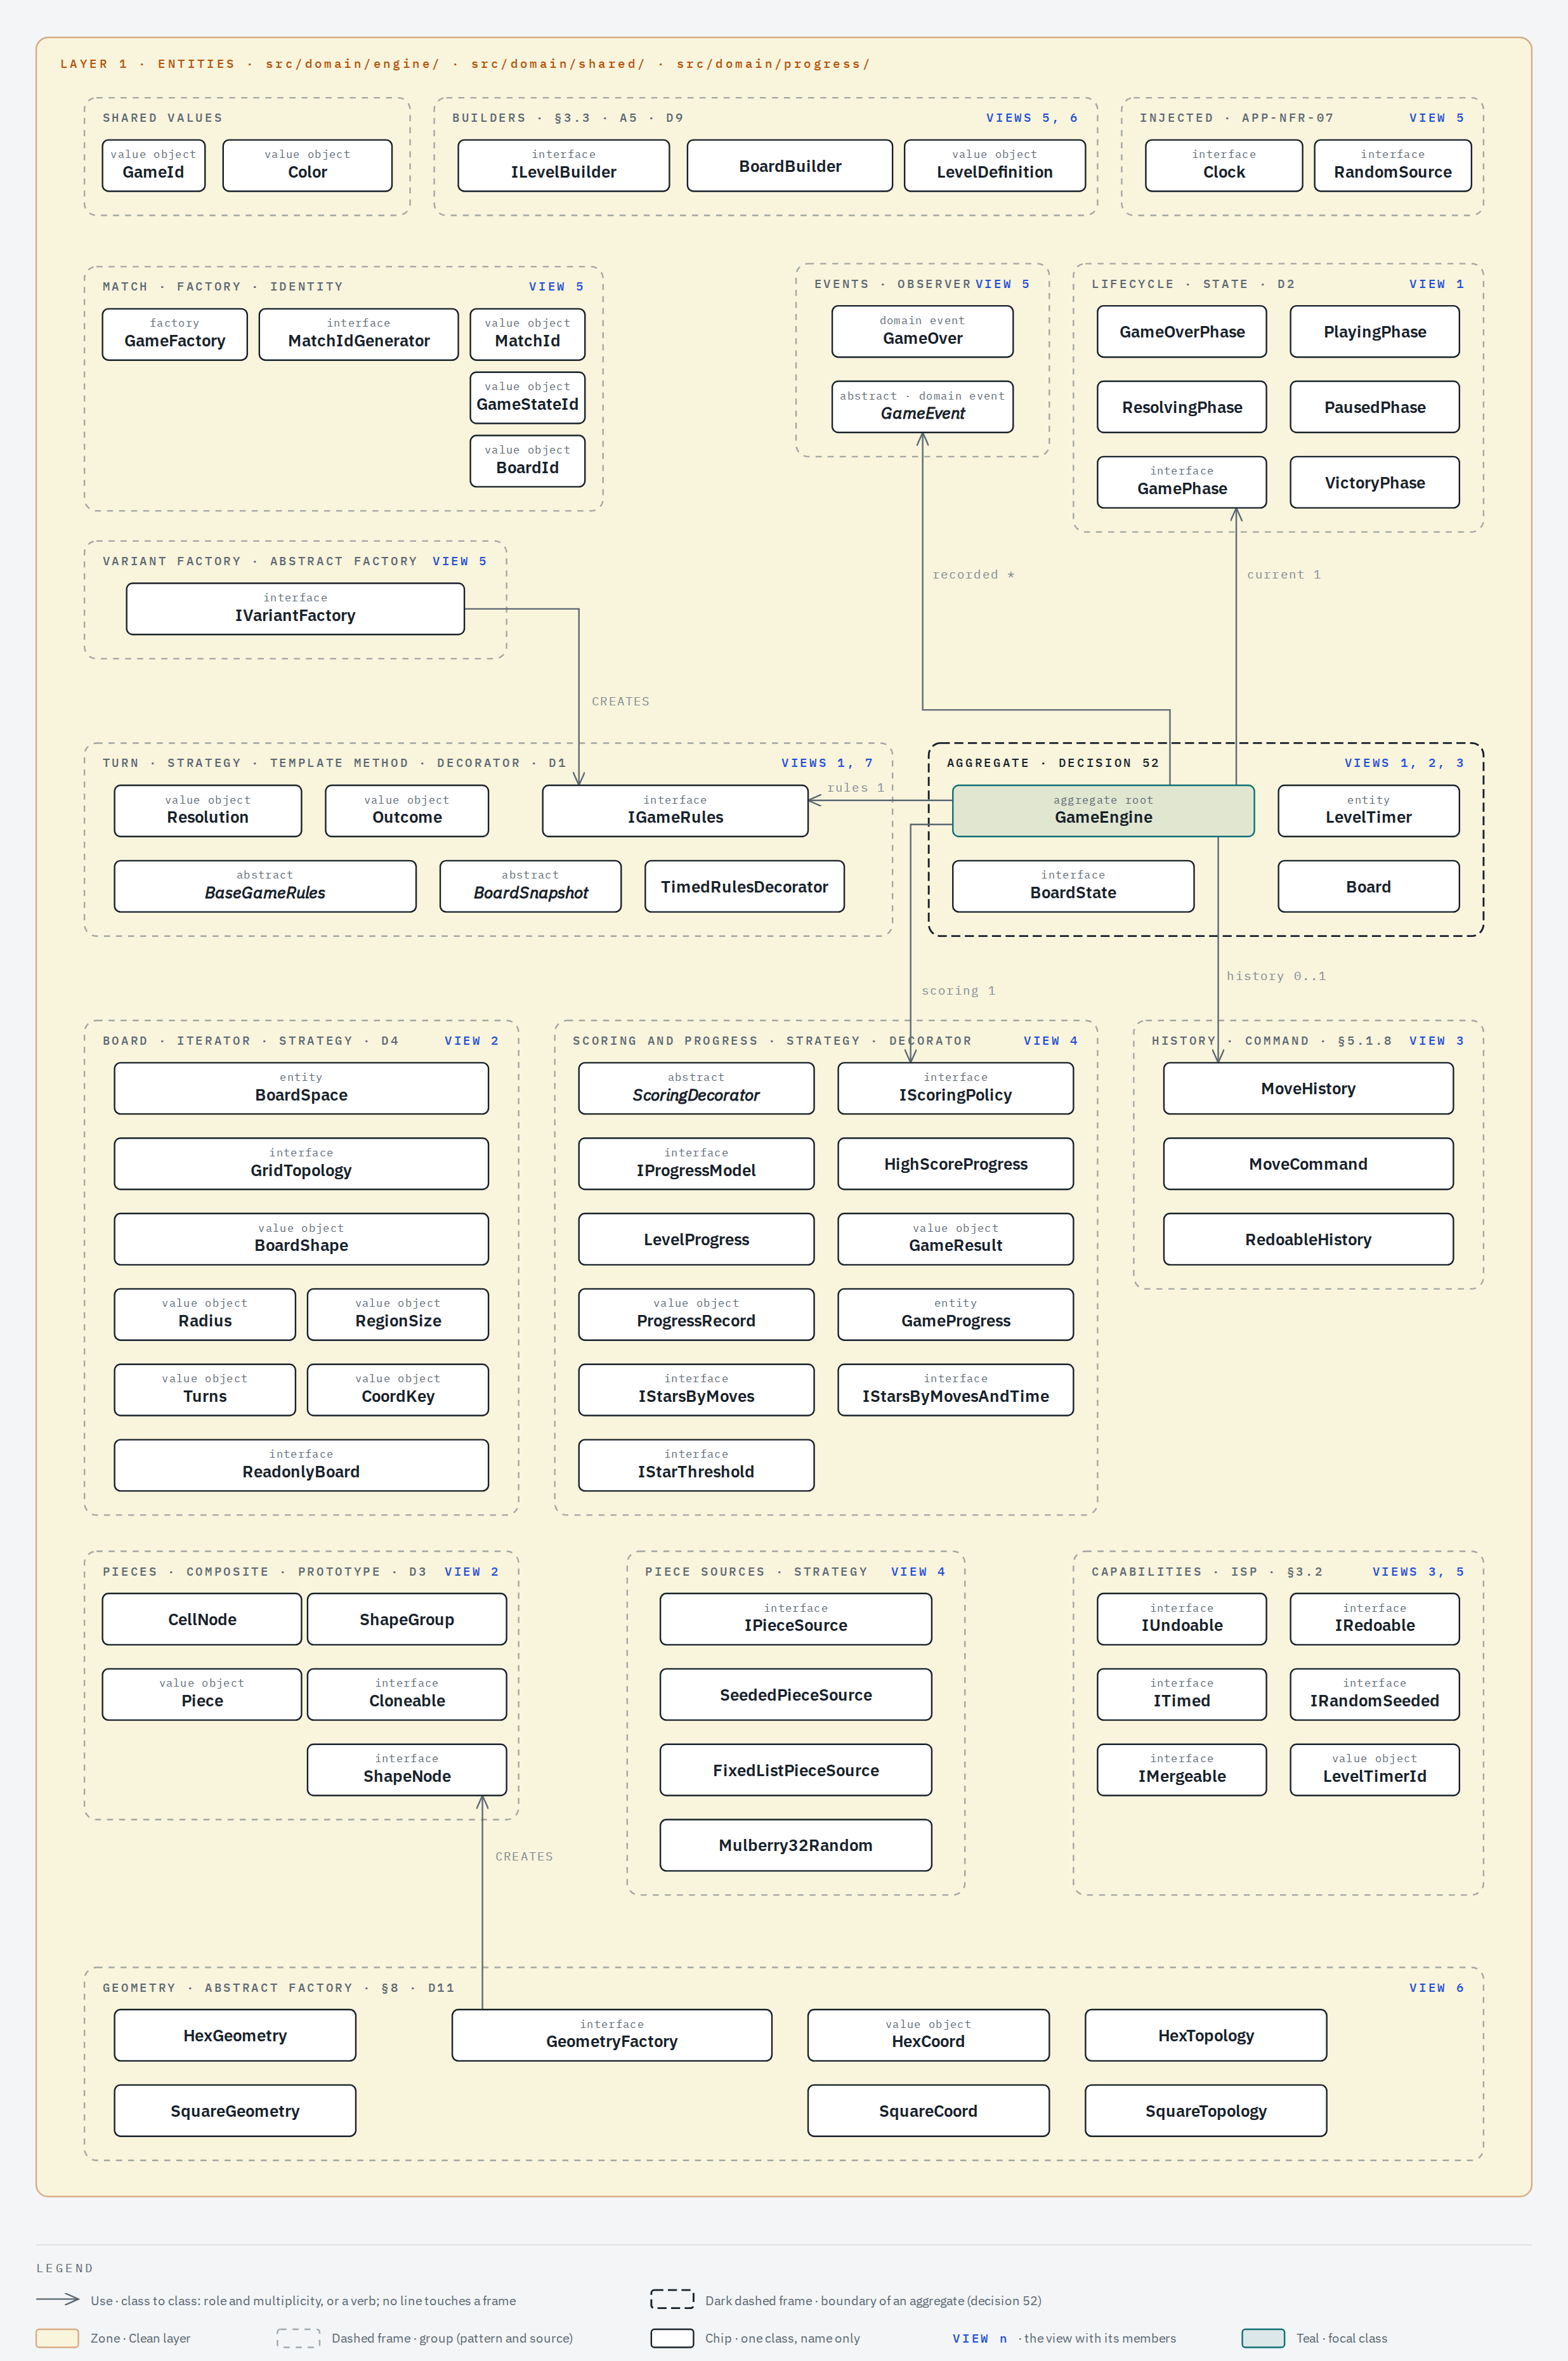 LAYER 1 · ENTITIES · src/domain/engine/ · src/domain/shared/ · src/domain/progress/
SHARED VALUES
value object
GameId
value object
Color
BUILDERS · §3.3 · A5 · D9
VIEWS 5, 6
interface
ILevelBuilder
BoardBuilder
value object
LevelDefinition
INJECTED · APP-NFR-07
VIEW 5
interface
Clock
interface
RandomSource
MATCH · FACTORY · IDENTITY
VIEW 5
factory
GameFactory
interface
MatchIdGenerator
value object
MatchId
value object
GameStateId
value object
BoardId
EVENTS · OBSERVER
VIEW 5
domain event
GameOver
abstract · domain event
GameEvent
LIFECYCLE · STATE · D2
VIEW 1
GameOverPhase
PlayingPhase
ResolvingPhase
PausedPhase
interface
GamePhase
VictoryPhase
VARIANT FACTORY · ABSTRACT FACTORY
VIEW 5
interface
IVariantFactory
recorded *
current 1
CREATES
TURN · STRATEGY · TEMPLATE METHOD · DECORATOR · D1
VIEWS 1, 7
value object
Resolution
value object
Outcome
interface
IGameRules
abstract
BaseGameRules
abstract
BoardSnapshot
TimedRulesDecorator
rules 1
AGGREGATE · DECISION 52
VIEWS 1, 2, 3
aggregate root
GameEngine
entity
LevelTimer
interface
BoardState
Board
scoring 1
history 0..1
BOARD · ITERATOR · STRATEGY · D4
VIEW 2
entity
BoardSpace
interface
GridTopology
value object
BoardShape
value object
Radius
value object
RegionSize
value object
Turns
value object
CoordKey
interface
ReadonlyBoard
SCORING AND PROGRESS · STRATEGY · DECORATOR
VIEW 4
abstract
ScoringDecorator
interface
IScoringPolicy
interface
IProgressModel
HighScoreProgress
LevelProgress
value object
GameResult
value object
ProgressRecord
entity
GameProgress
interface
IStarsByMoves
interface
IStarsByMovesAndTime
interface
IStarThreshold
HISTORY · COMMAND · §5.1.8
VIEW 3
MoveHistory
MoveCommand
RedoableHistory
PIECES · COMPOSITE · PROTOTYPE · D3
VIEW 2
CellNode
ShapeGroup
value object
Piece
interface
Cloneable
interface
ShapeNode
PIECE SOURCES · STRATEGY
VIEW 4
interface
IPieceSource
SeededPieceSource
FixedListPieceSource
Mulberry32Random
CAPABILITIES · ISP · §3.2
VIEWS 3, 5
interface
IUndoable
interface
IRedoable
interface
ITimed
interface
IRandomSeeded
interface
IMergeable
value object
LevelTimerId
CREATES
GEOMETRY · ABSTRACT FACTORY · §8 · D11
VIEW 6
HexGeometry
interface
GeometryFactory
value object
HexCoord
HexTopology
SquareGeometry
SquareCoord
SquareTopology
LEGEND
Use · class to class: role and multiplicity, or a verb; no line touches a frame
Dark dashed frame · boundary of an aggregate (decision 52)
Zone · Clean layer
Dashed frame · group (pattern and source)
Chip · one class, name only
VIEW n · the view with its members
Teal · focal class